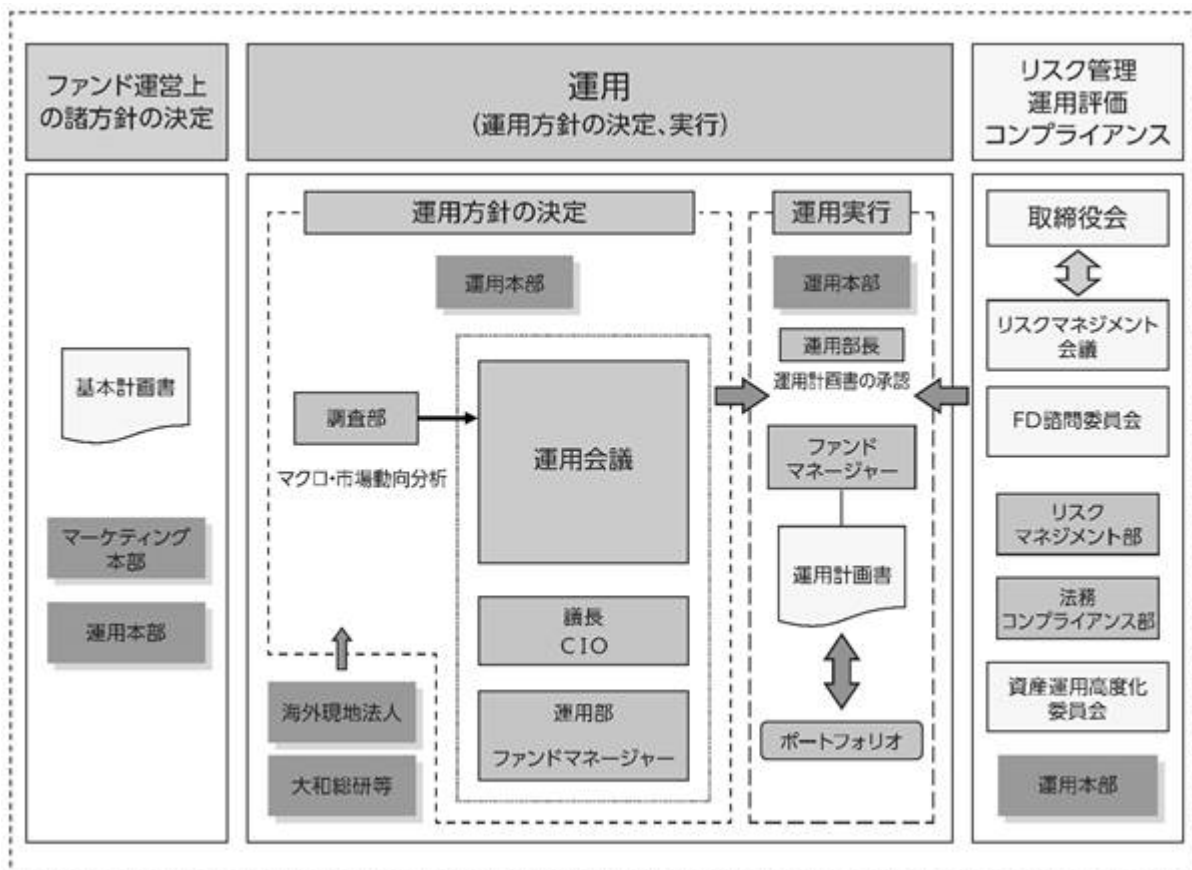 ファンド運営上
の諸方針の決定
運用
(運用方針の決定、実行)
リスク管理
運用評価
コンプライアンス
基本計画書
マーケティング
本部
運用本部
運用方針の決定
運用本部
調査部
マクロ・市場動向分析
運用会議
議長
CIO
運用部
ファンドマネージャー
海外現地法人
大和総研等
運用実行
運用本部
運用部長
運用計画書の承認
ファンド
マネージャー
運用計画書
ポートフォリオ
取締役会
リスクマネジメント
会議
FD諮問委員会
リスク
マネジメント部
法務
コンプライアンス部
資産運用高度化
委員会
運用本部